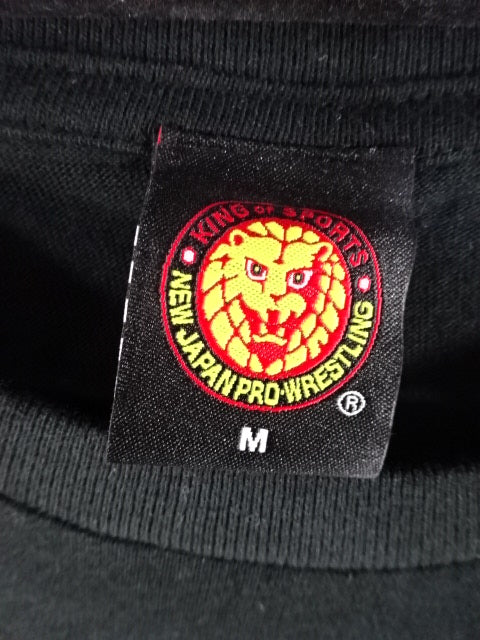 KING OF SPORTS
NEW JAPAN PRO-WRESTLING
®
M